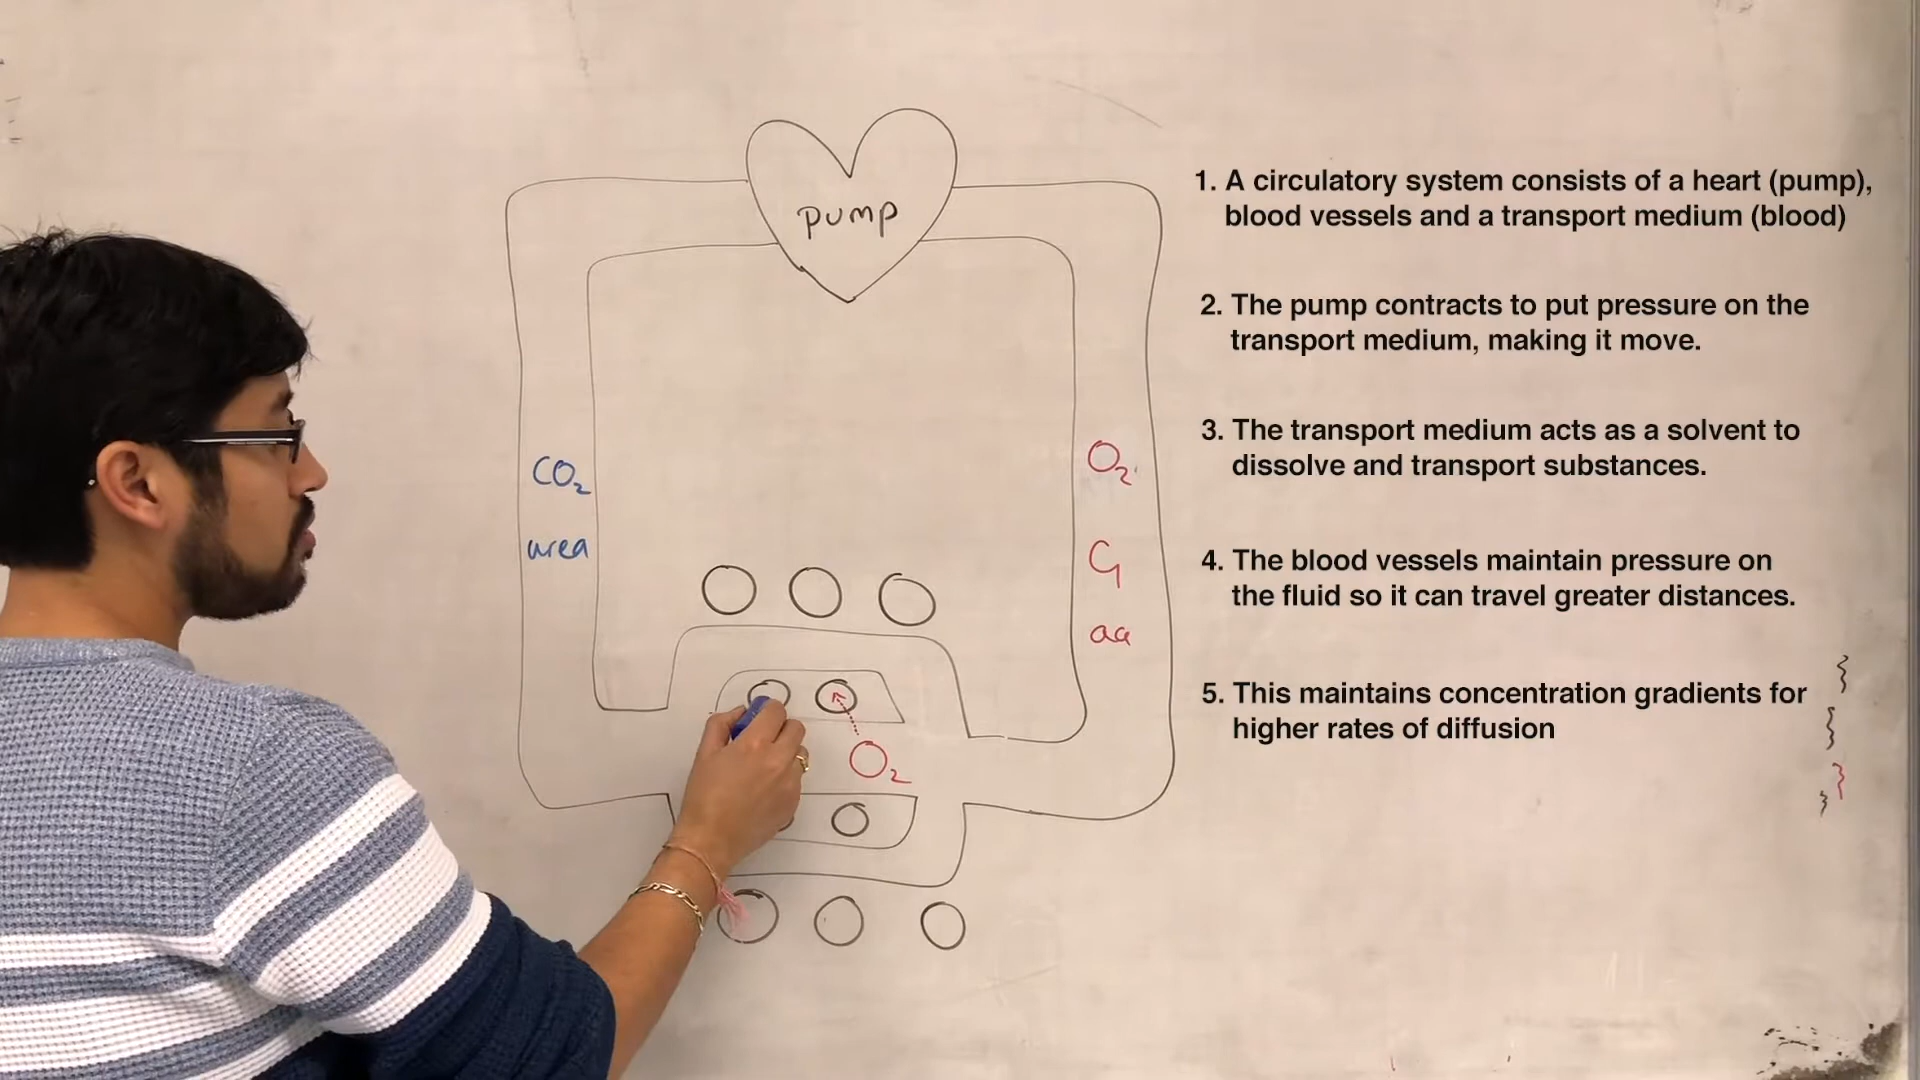 pump
CO₂
urea
O₂
G
aa
O₂
1. A circulatory system consists of a heart (pump),
blood vessels and a transport medium (blood)
2. The pump contracts to put pressure on the
transport medium, making it move.
3. The transport medium acts as a solvent to
dissolve and transport substances.
4. The blood vessels maintain pressure on
the fluid so it can travel greater distances.
5. This maintains concentration gradients for
higher rates of diffusion